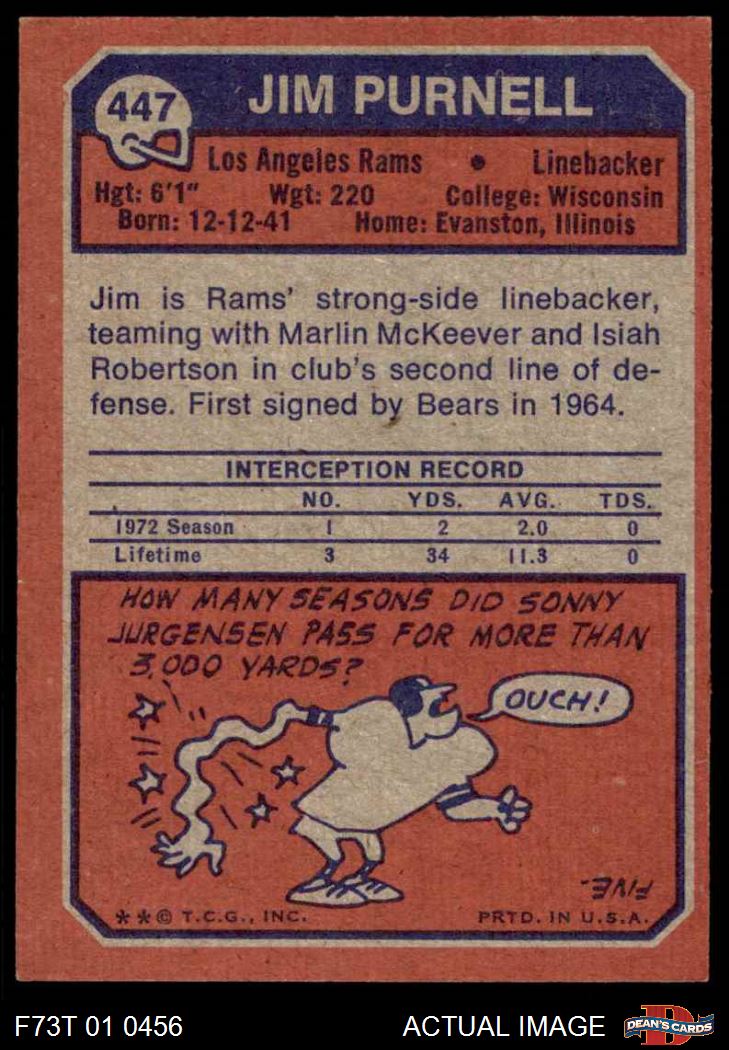 447
JIM PURNELL
Los Angeles Rams • Linebacker
Hgt: 6'1" Wgt: 220 College: Wisconsin
Born: 12-12-41 Home: Evanston, Illinois
Jim is Rams' strong-side linebacker,
teaming with Marlin McKeever and Isiah
Robertson in club's second line of de-
fense. First signed by Bears in 1964.
INTERCEPTION RECORD
NO. YDS. AVG. TDS.
1972 Season 1 2 2.0 0
Lifetime 3 34 11.3 0
HOW MANY SEASONS DID SONNY
JURGENSEN PASS FOR MORE THAN
3,000 YARDS?
OUCH!
FIVE.
**© T.C.G., INC. PRTD. IN U.S.A.
F73T 01 0456 ACTUAL IMAGE
D
DEAN'S CARDS